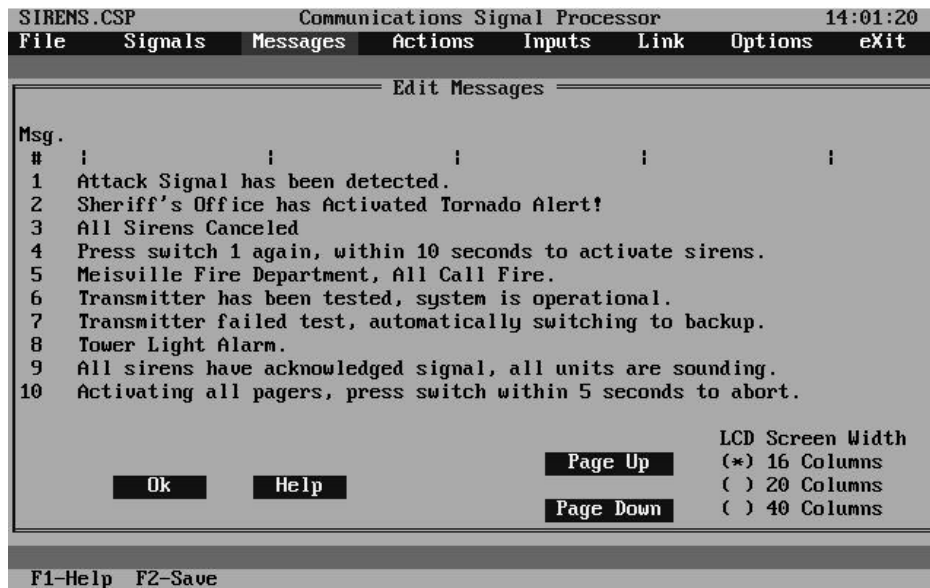 SIRENS.CSP Communications Signal Processor 14:01:20
File Signals Messages Actions Inputs Link Options eXit
Edit Messages
Msg.
# ¦ ¦ ¦ ¦ ¦
1 Attack Signal has been detected.
2 Sheriff's Office has Activated Tornado Alert!
3 All Sirens Canceled
4 Press switch 1 again, within 10 seconds to activate sirens.
5 Meisville Fire Department, All Call Fire.
6 Transmitter has been tested, system is operational.
7 Transmitter failed test, automatically switching to backup.
8 Tower Light Alarm.
9 All sirens have acknowledged signal, all units are sounding.
10 Activating all pagers, press switch within 5 seconds to abort.
LCD Screen Width
Page Up (*) 16 Columns
Ok Help ( ) 20 Columns
Page Down ( ) 40 Columns
F1-Help F2-Save